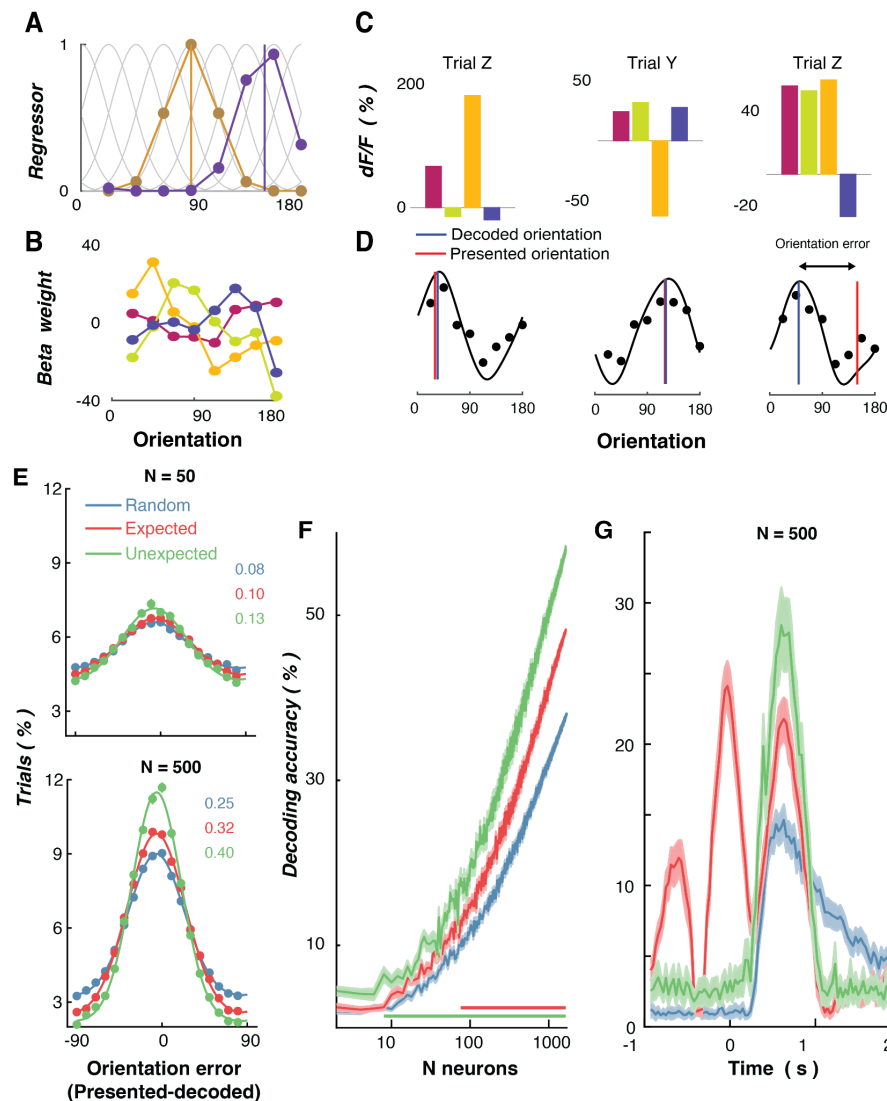 A
1
Regressor
0
0
90
180
B
40
0
-40
Beta weight
0
90
180
Orientation
C
Trial Z
Trial Y
Trial Z
dF/F ( % )
200
0
50
-50
40
-20
D
Decoded orientation
Presented orientation
Orientation error
0
90
180
0
90
180
0
90
180
Orientation
E
N = 50
12
9
6
3
Random
Expected
Unexpected
0.08
0.10
0.13
Trials ( % )
N = 500
12
9
6
3
0.25
0.32
0.40
-90
0
90
Orientation error
(Presented-decoded)
F
Decoding accuracy ( % )
50
30
10
10
100
1000
N neurons
G
N = 500
30
20
10
0
-1
0
1
2
Time ( s )